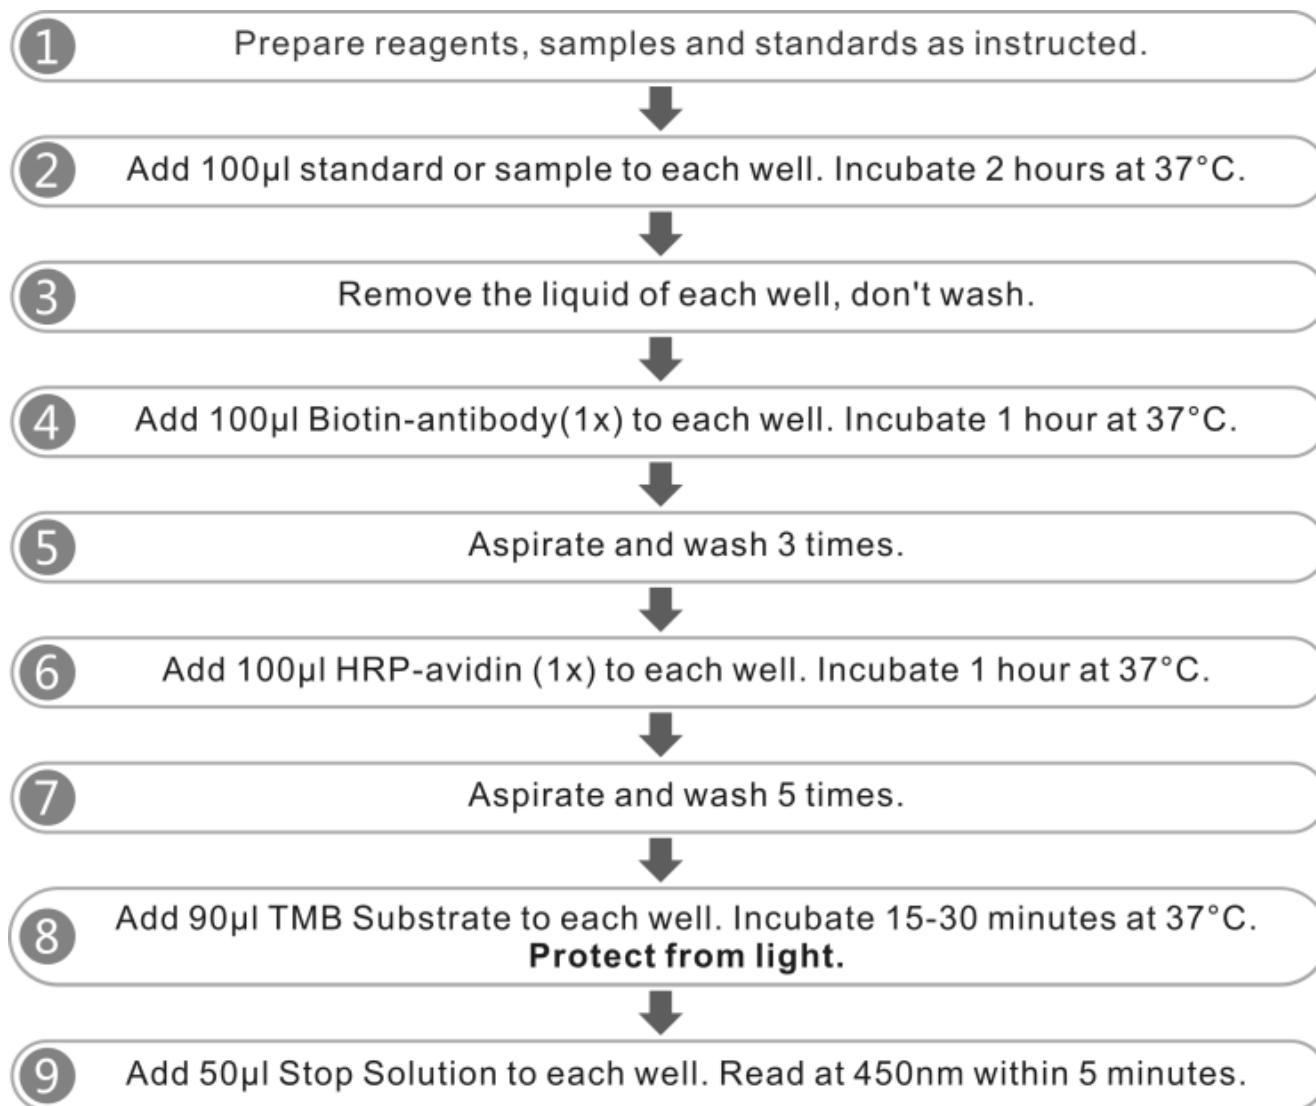 1 Prepare reagents, samples and standards as instructed.
2 Add 100µl standard or sample to each well. Incubate 2 hours at 37°C.
3 Remove the liquid of each well, don't wash.
4 Add 100µl Biotin-antibody(1x) to each well. Incubate 1 hour at 37°C.
5 Aspirate and wash 3 times.
6 Add 100µl HRP-avidin (1x) to each well. Incubate 1 hour at 37°C.
7 Aspirate and wash 5 times.
8 Add 90µl TMB Substrate to each well. Incubate 15-30 minutes at 37°C.
Protect from light.
9 Add 50µl Stop Solution to each well. Read at 450nm within 5 minutes.